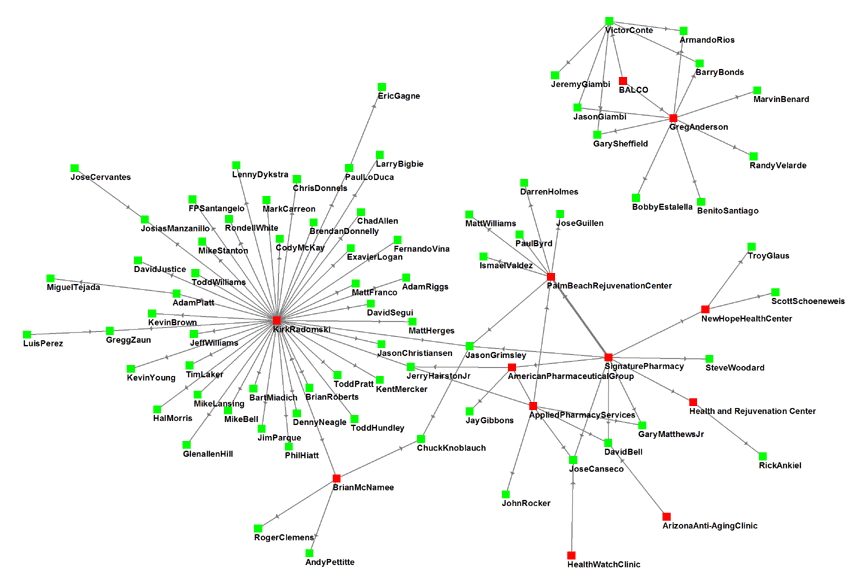 VictorConte
ArmandoRios
BarryBonds
JeremyGiambi
BALCO
EricGagne
MarvinBenard
JasonGiambi
GregAnderson
GarySheffield
LarryBigbie
RandyVelarde
JoseCervantes
LennyDykstra
PaulLoDuca
ChrisDonnels
DarrenHolmes
BobbyEstalella
BenitoSantiago
FPSantangelo
MarkCarreon
MattWilliams
JoseGuillen
JosiasManzanillo
RondellWhite
ChadAllen
BrendanDonnelly
PaulByrd
MikeStanton
CodyMcKay
FernandoVina
ExavierLogan
TroyGlaus
DavidJustice
IsmaelValdez
ToddWilliams
MiguelTejada
AdamRiggs
PalmBeachRejuvenationCenter
AdamPiatt
MattFranco
ScottSchoeneweis
DavidSegui
NewHopeHealthCenter
KevinBrown
KirkRadomski
MattHerges
LuisPerez
GreggZaun
JeffWilliams
JasonChristiansen
JasonGrimsley
SignaturePharmacy
SteveWoodard
KevinYoung
TimLaker
JerryHairstonJr
AmericanPharmaceuticalGroup
ToddPratt
KentMercker
BartMiadich
BrianRoberts
MikeLansing
HalMorris
MikeBell
DennyNeagle
ToddHundley
JayGibbons
AppliedPharmacyServices
Health and Rejuvenation Center
JimParque
GaryMatthewsJr
GlenallenHill
PhilHiatt
ChuckKnoblauch
DavidBell
JoseCanseco
RickAnkiel
BrianMcNamee
JohnRocker
ArizonaAnti-AgingClinic
RogerClemens
AndyPettitte
HealthWatchClinic